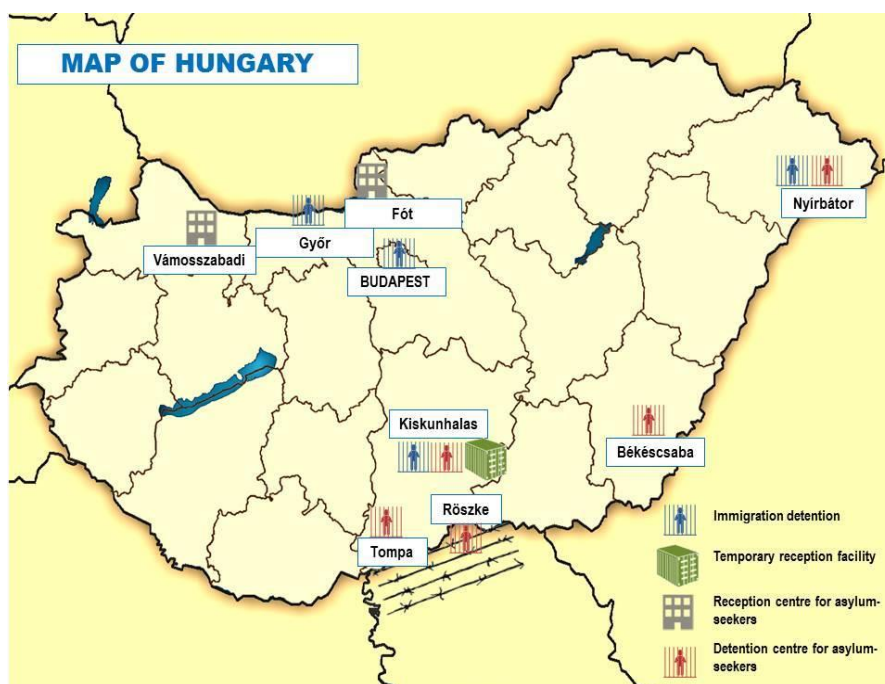 MAP OF HUNGARY
Nyírbátor
Fót
Győr
Vámosszabadi
BUDAPEST
Kiskunhalas
Békéscsaba
Röszke
Tompa
Immigration detention
Temporary reception facility
Reception centre for asylum-
seekers
Detention centre for asylum-
seekers